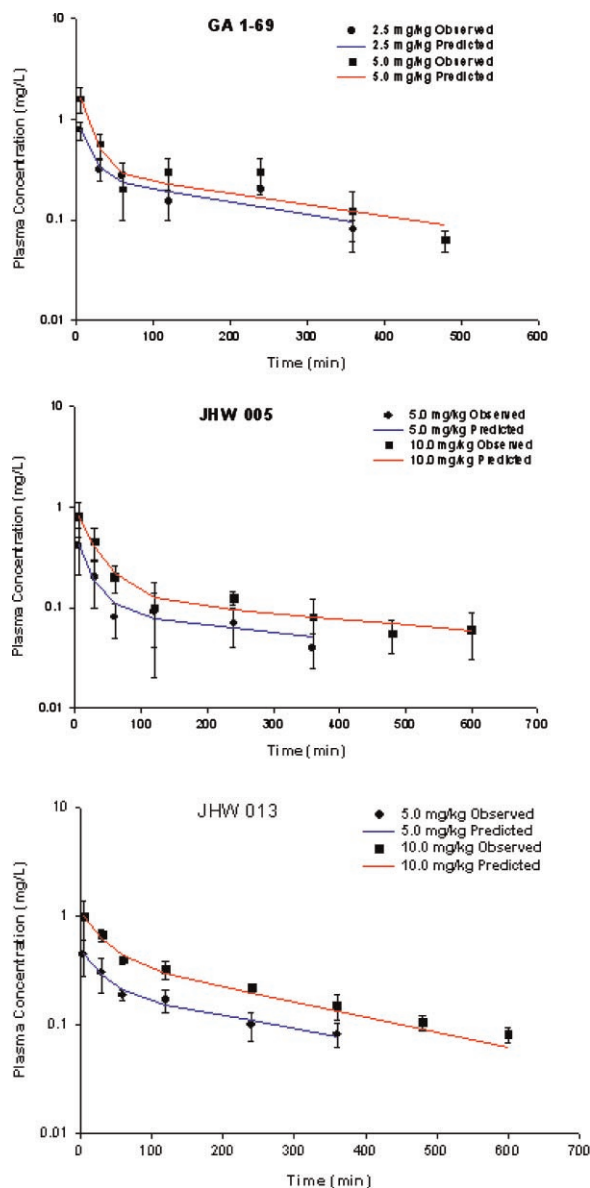 GA 1-69
2.5 mg/kg Observed
2.5 mg/kg Predicted
5.0 mg/kg Observed
5.0 mg/kg Predicted
Plasma Concentration (mg/L)
10
1
0.1
0.01
0 100 200 300 400 500 600
Time (min)
JHW 005
5.0 mg/kg Observed
5.0 mg/kg Predicted
10.0 mg/kg Observed
10.0 mg/kg Predicted
Plasma Concentration (mg/L)
10
1
0.1
0.01
0 100 200 300 400 500 600 700
Time (min)
JHW 013
5.0 mg/kg Observed
5.0 mg/kg Predicted
10.0 mg/kg Observed
10.0 mg/kg Predicted
Plasma Concentration (mg/L)
10
1
0.1
0.01
0 100 200 300 400 500 600 700
Time (min)